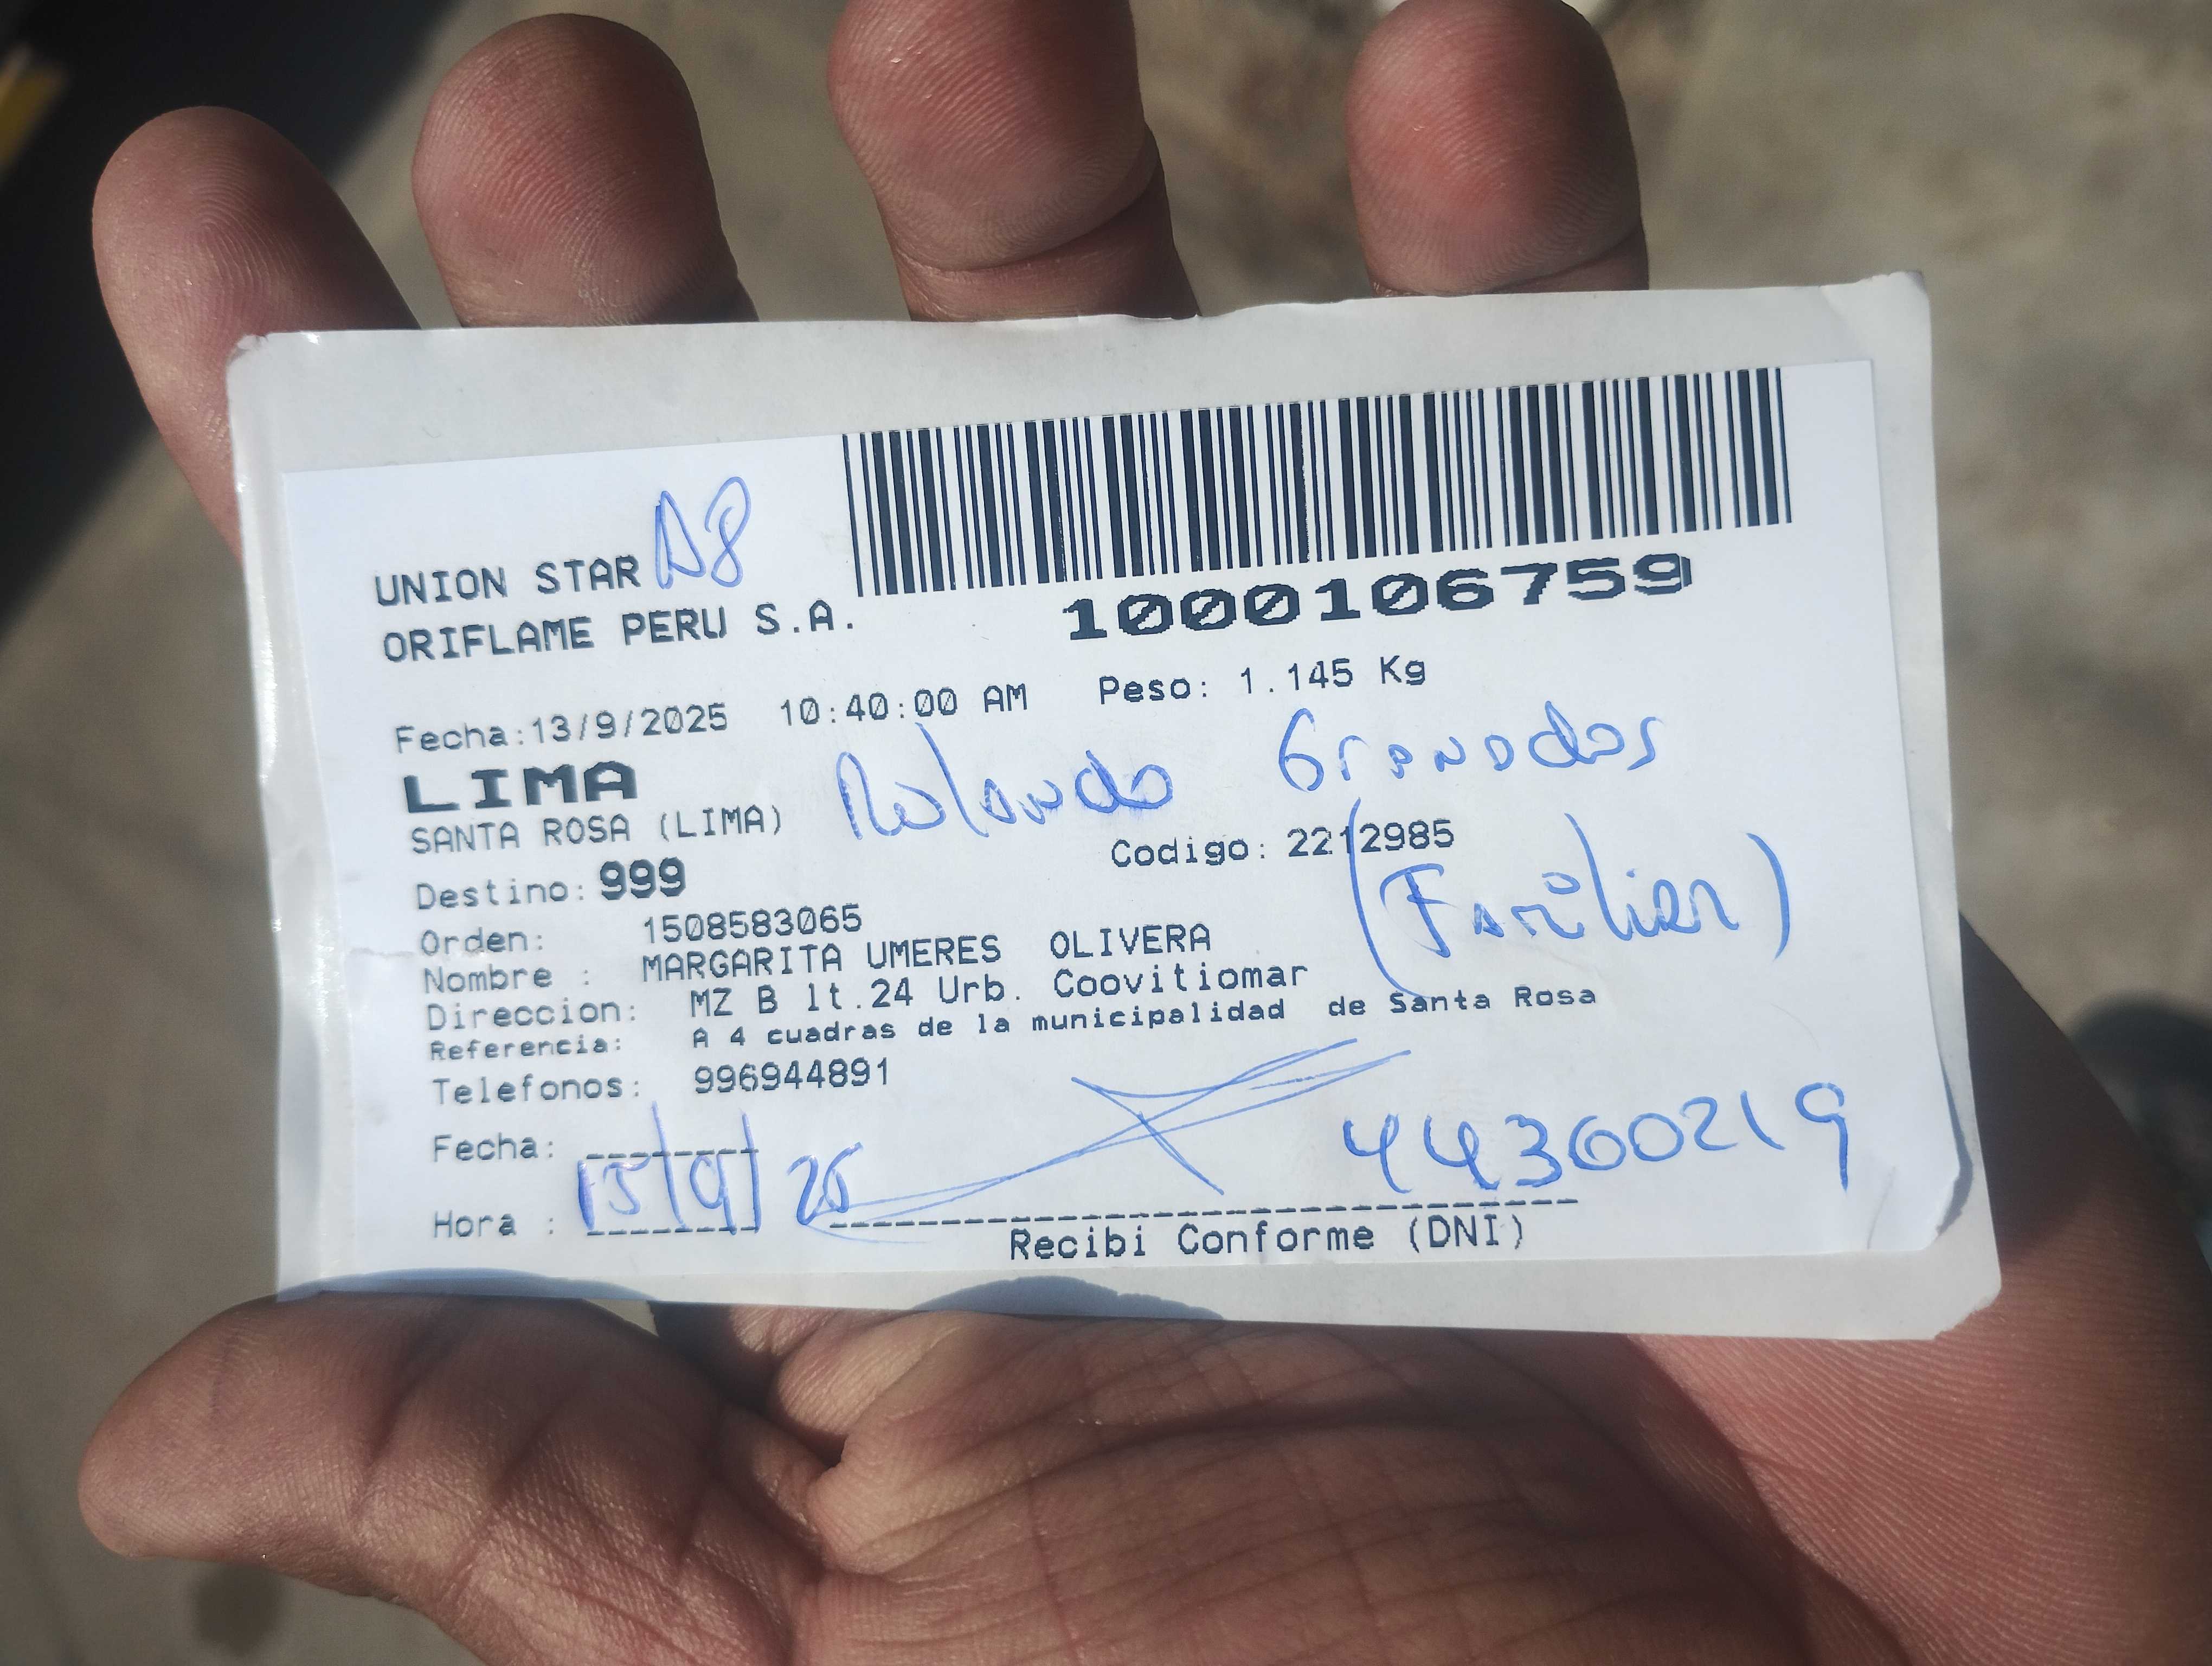 UNION STAR A8
ORIFLAME PERU S.A.
1000106759
Fecha:13/9/2025 10:40:00 AM Peso: 1.145 Kg
LIMA
Rolando Granados
SANTA ROSA (LIMA)
Codigo: 2212985
(Familiar)
Destino: 999
Orden: 1508583065
Nombre : MARGARITA UMERES OLIVERA
Direccion: MZ B lt.24 Urb. Coovitiomar
Referencia: A 4 cuadras de la municipalidad de Santa Rosa
Telefonos: 996944891
Fecha: 15/9/25
44360219
Hora :
Recibi Conforme (DNI)